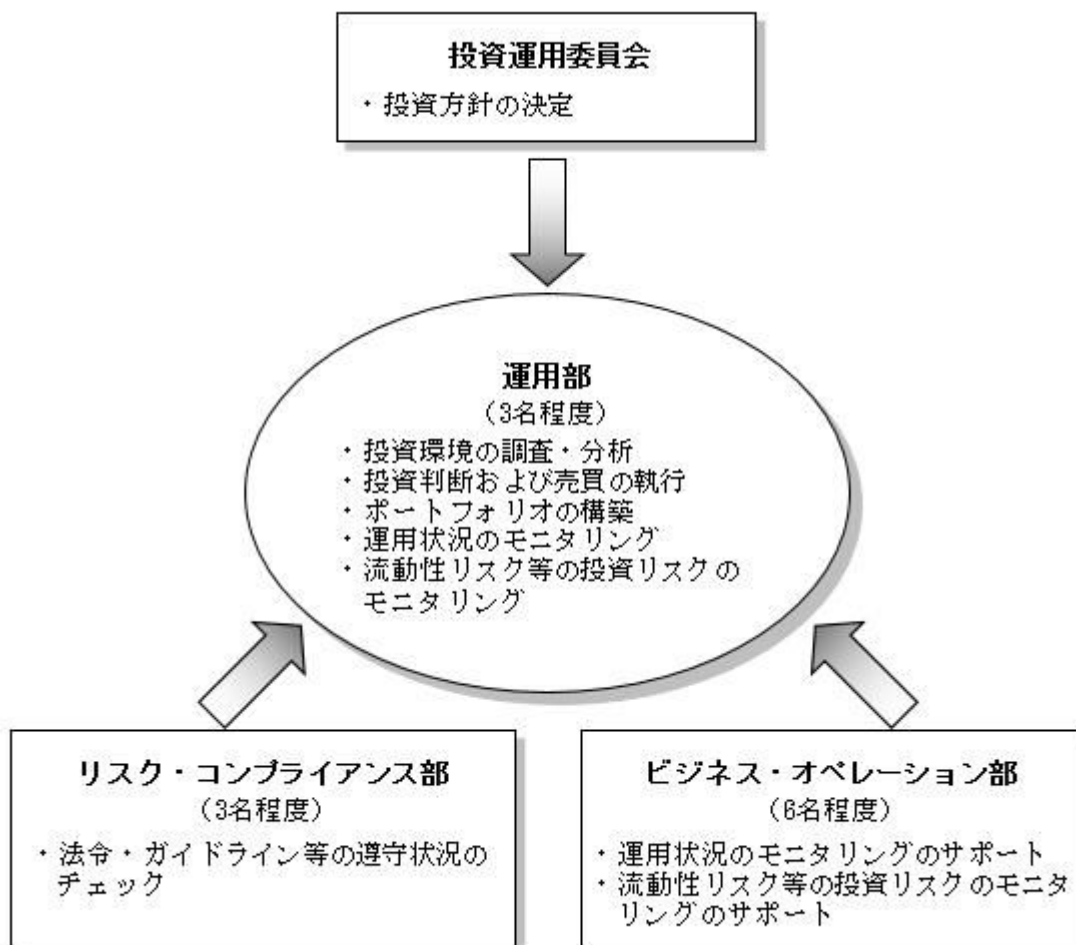 投資運用委員会
・投資方針の決定
運用部
（3名程度）
・投資環境の調査・分析
・投資判断および売買の執行
・ポートフォリオの構築
・運用状況のモニタリング
・流動性リスク等の投資リスクの
モニタリング
リスク・コンプライアンス部
（3名程度）
・法令・ガイドライン等の遵守状況の
チェック
ビジネス・オペレーション部
（6名程度）
・運用状況のモニタリングのサポート
・流動性リスク等の投資リスクのモニタ
リングのサポート